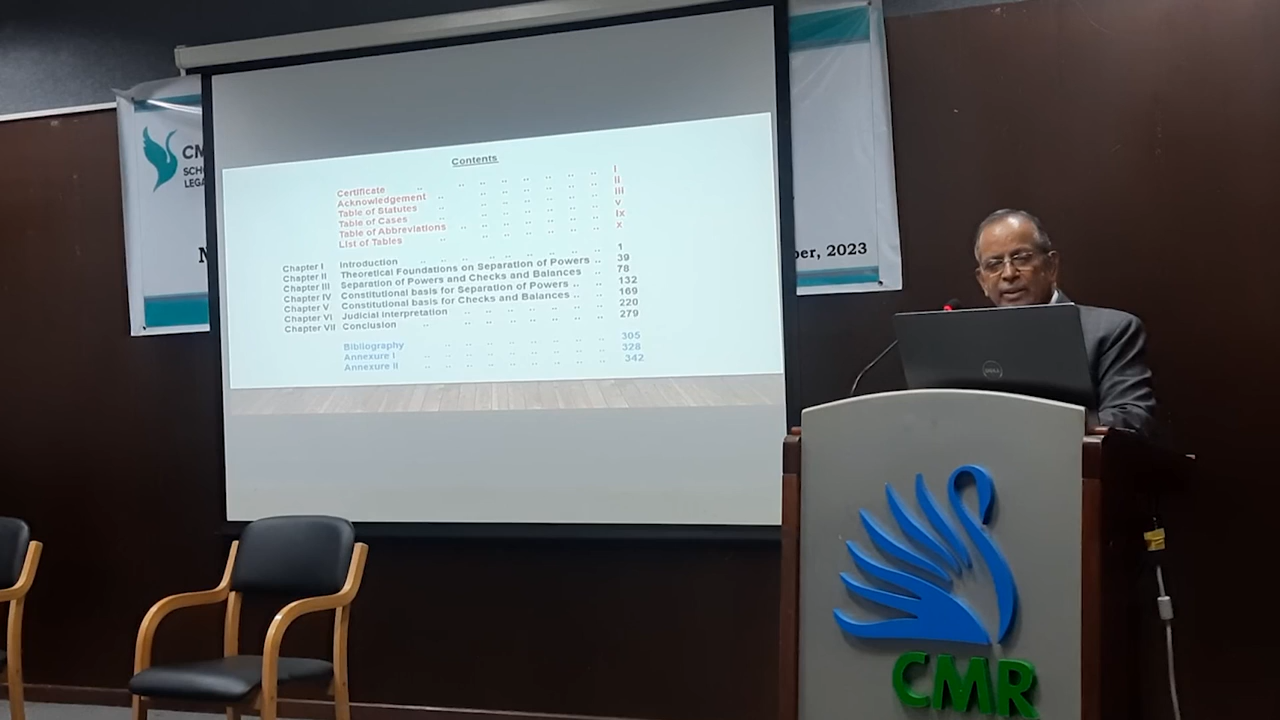 CM
SCHO
LEGA
N
ber, 2023
Contents
Certificate .. .. .. .. .. .. .. .. I
Acknowledgement .. .. .. .. .. .. .. II
Table of Statutes .. .. .. .. .. .. .. III
Table of Cases .. .. .. .. .. .. .. v
Table of Abbreviations .. .. .. .. .. .. .. Ix
List of Tables .. .. .. .. .. .. .. x
Chapter I Introduction .. .. .. .. .. .. .. .. 1
Chapter II Theoretical Foundations on Separation of Powers .. 39
Chapter III Separation of Powers and Checks and Balances .. 78
Chapter IV Constitutional basis for Separation of Powers .. .. 132
Chapter V Constitutional basis for Checks and Balances .. .. 169
Chapter VI Judicial Interpretation .. .. .. .. .. .. .. 220
Chapter VII Conclusion .. .. .. .. .. .. .. .. 279
Bibliography .. .. .. .. .. .. .. .. 305
Annexure I .. .. .. .. .. .. .. .. .. 328
Annexure II .. .. .. .. .. .. .. .. .. 342
DELL
CMR